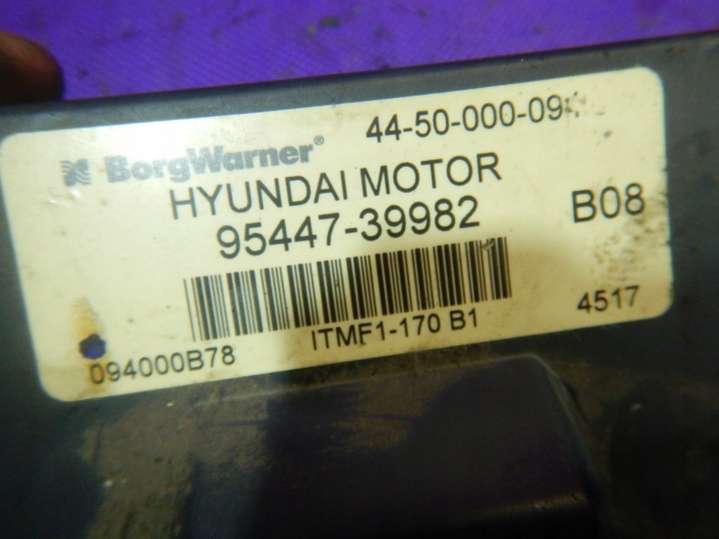 BorgWarner® 44-50-000-09
HYUNDAI MOTOR
95447-39982 B08
ITMF1-170 B1 4517
094000B78